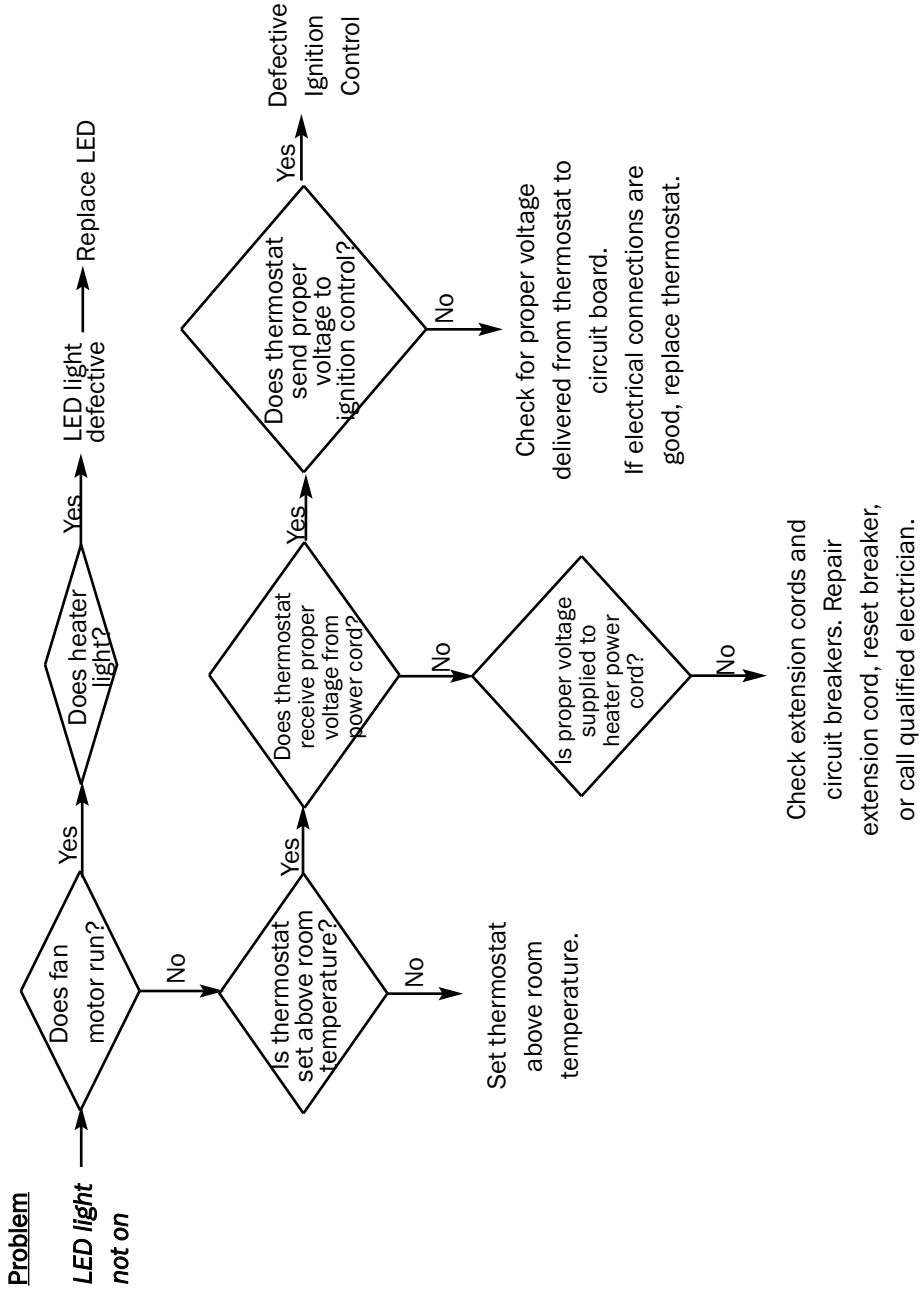 Problem
LED light
not on
Does fan
motor run?
Yes
Does heater
light?
Yes
LED light
defective
Replace LED
No
Is thermostat
set above room
temperature?
Yes
Does thermostat
receive proper
voltage from
power cord?
Yes
Does thermostat
send proper
voltage to
ignition control?
Yes
Defective
Ignition
Control
No
Set thermostat
above room
temperature.
No
Is proper voltage
supplied to
heater power
cord?
No
Check extension cords and
circuit breakers. Repair
extension cord, reset breaker,
or call qualified electrician.
No
Check for proper voltage
delivered from thermostat to
circuit board.
If electrical connections are
good, replace thermostat.